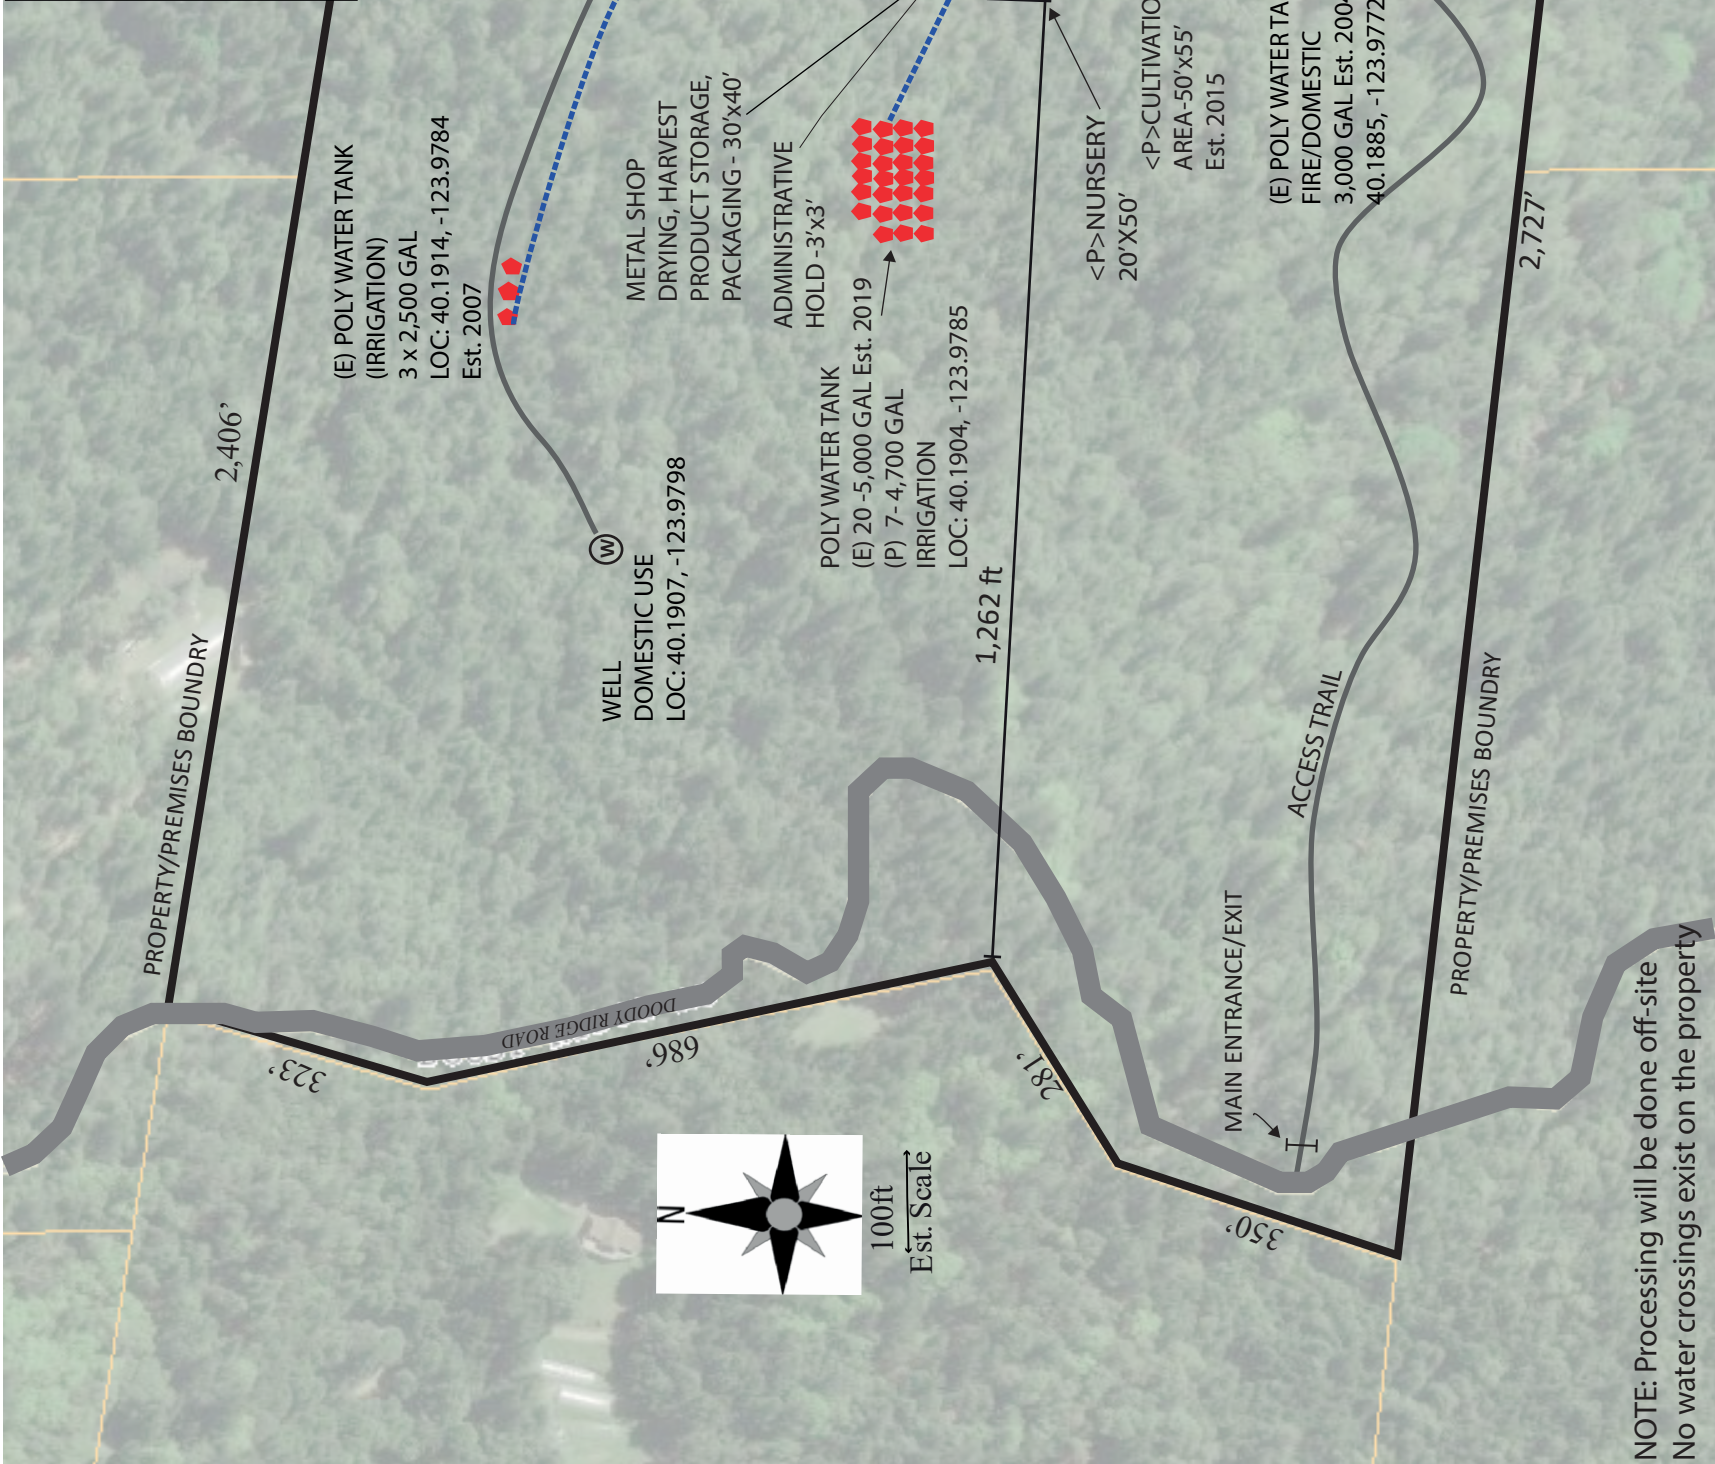 PROPERTY/PREMISES BOUNDRY
2,406’
(E) POLY WATER TANK
(IRRIGATION)
3 x 2,500 GAL
LOC: 40.1914, -123.9784
Est. 2007
WELL
DOMESTIC USE
LOC: 40.1907, -123.9798
W
METAL SHOP
DRYING, HARVEST
PRODUCT STORAGE,
PACKAGING - 30’x40’
ADMINISTRATIVE
HOLD -3’x3’
POLY WATER TANK
(E) 20 -5,000 GAL Est. 2019
(P) 7- 4,700 GAL
IRRIGATION
LOC: 40.1904, -123.9785
1,262 ft
<P>NURSERY
20’X50’
AREA-50’x55’
Est. 2015
(E) POLY WATER TA
FIRE/DOMESTIC
3,000 GAL Est. 2004
40.1885, -123.9772
2,727’
ACCESS TRAIL
PROPERTY/PREMISES BOUNDRY
MAIN ENTRANCE/EXIT
DOODY RIDGE ROAD
323’
686’
281’
350’
N
100ft
Est. Scale
NOTE: Processing will be done off-site
No water crossings exist on the property